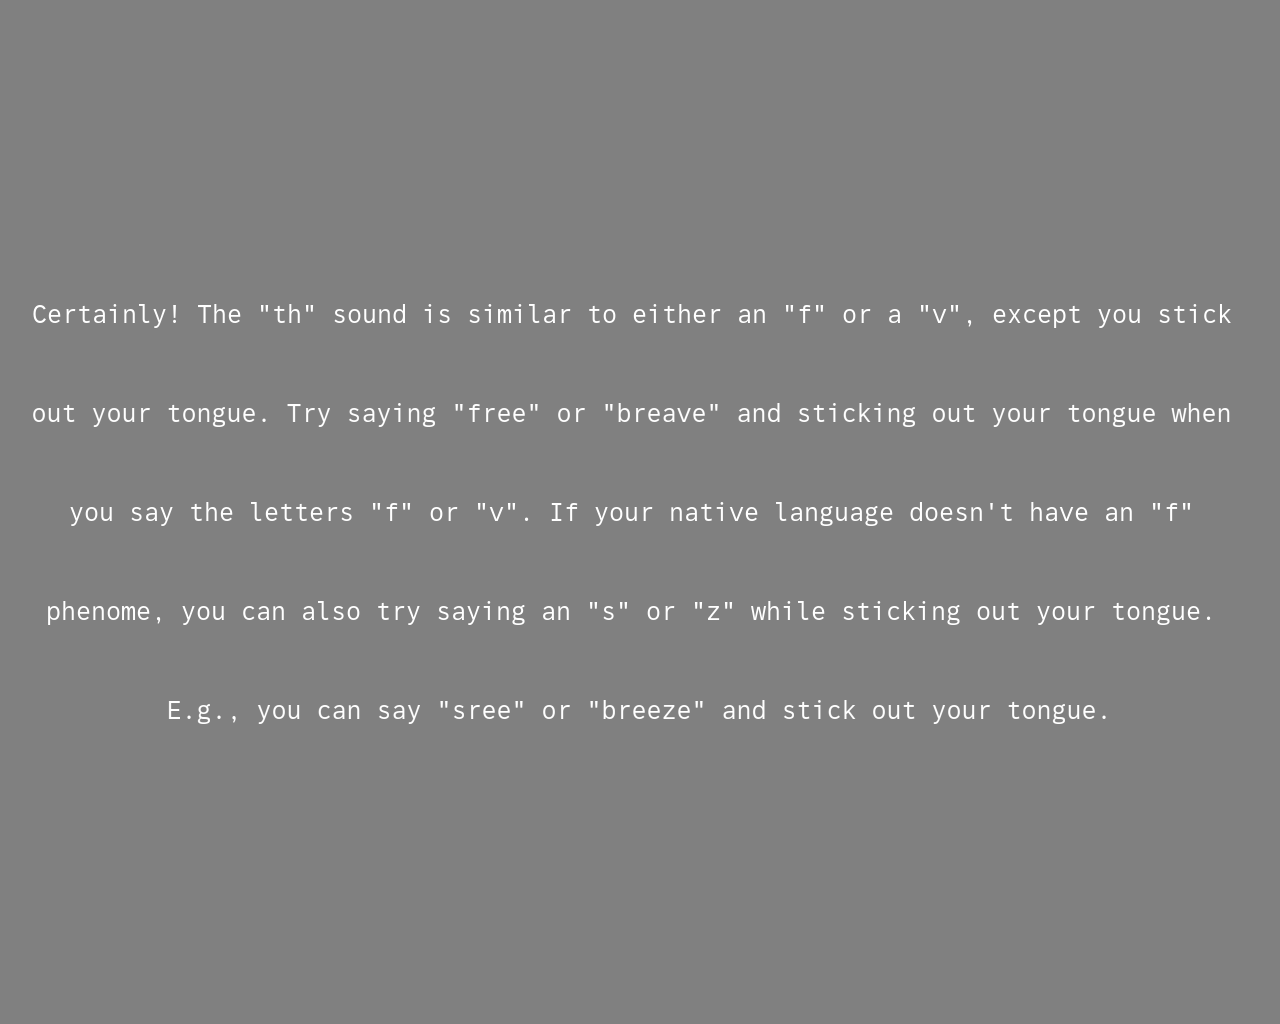 Certainly! The "th" sound is similar to either an "f" or a "v", except you stick
out your tongue. Try saying "free" or "breave" and sticking out your tongue when
you say the letters "f" or "v". If your native language doesn't have an "f"
phenome, you can also try saying an "s" or "z" while sticking out your tongue.
E.g., you can say "sree" or "breeze" and stick out your tongue.